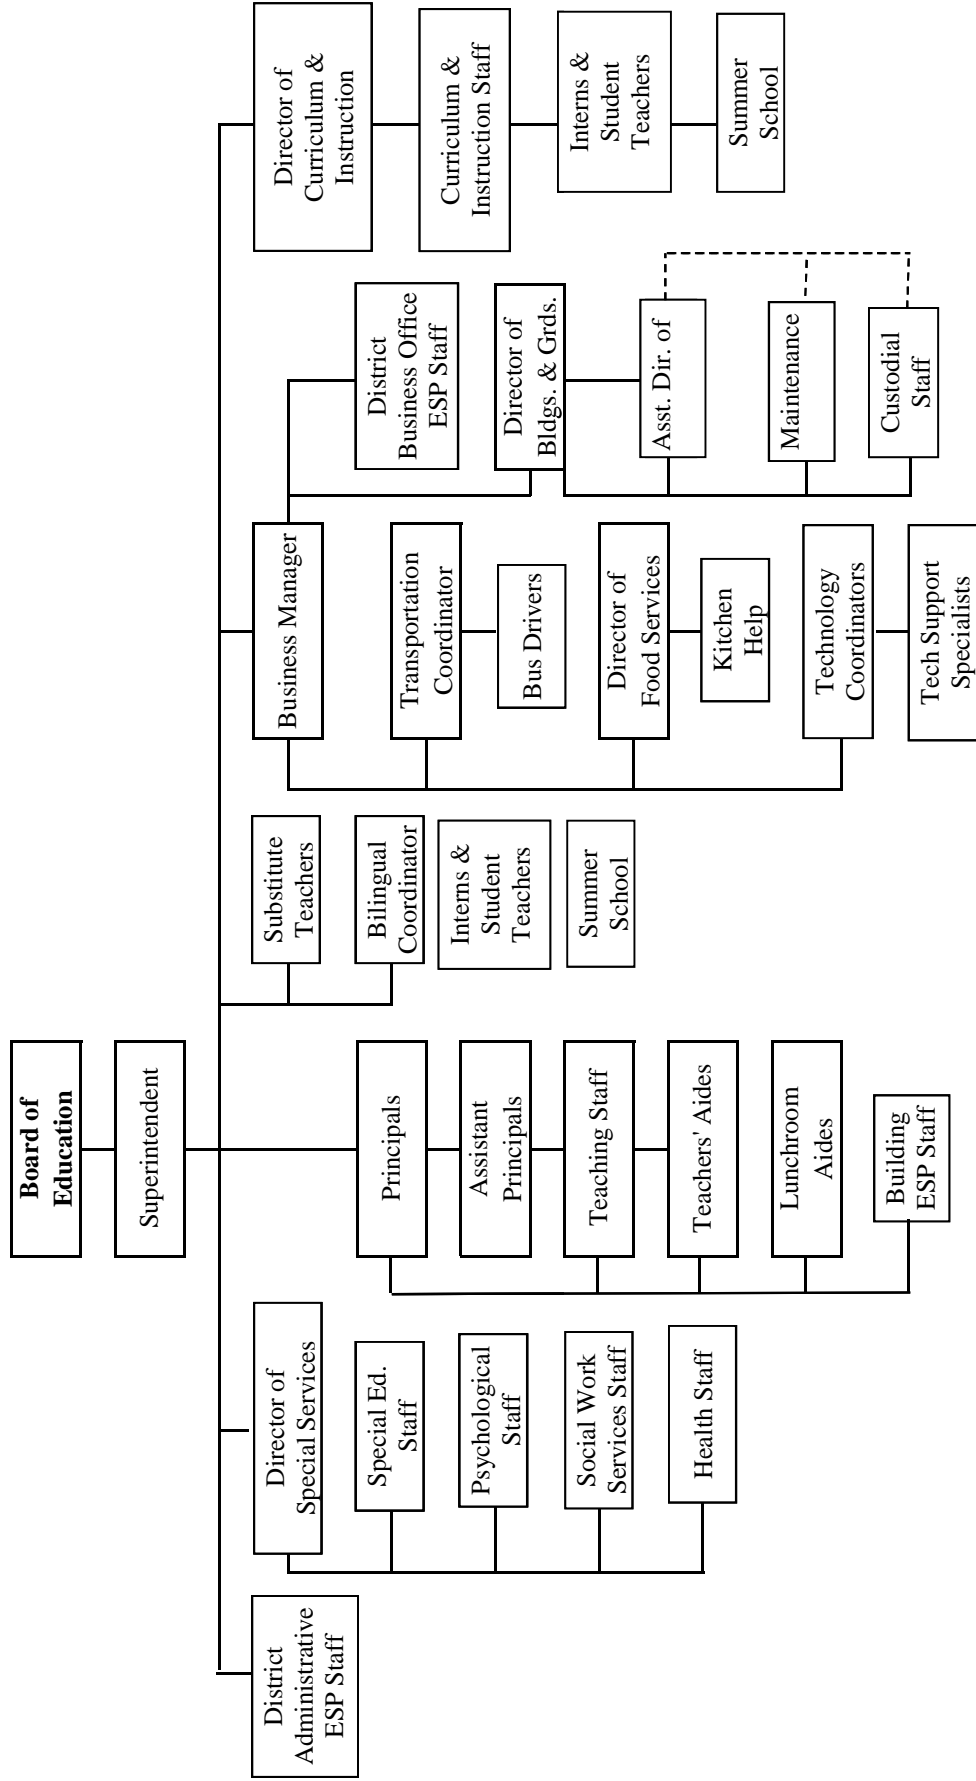 Board of
Education
Superintendent
District
Administrative
ESP Staff
Director of
Special Services
Special Ed.
Staff
Psychological
Staff
Social Work
Services Staff
Health Staff
Principals
Assistant
Principals
Teaching Staff
Teachers' Aides
Lunchroom
Aides
Building
ESP Staff
Substitute
Teachers
Bilingual
Coordinator
Interns &
Student
Teachers
Summer
School
Business Manager
Transportation
Coordinator
Bus Drivers
Director of
Food Services
Kitchen
Help
Technology
Coordinators
Tech Support
Specialists
District
Business Office
ESP Staff
Director of
Bldgs. & Grds.
Asst. Dir. of
Maintenance
Custodial
Staff
Director of
Curriculum &
Instruction
Curriculum &
Instruction Staff
Interns &
Student
Teachers
Summer
School